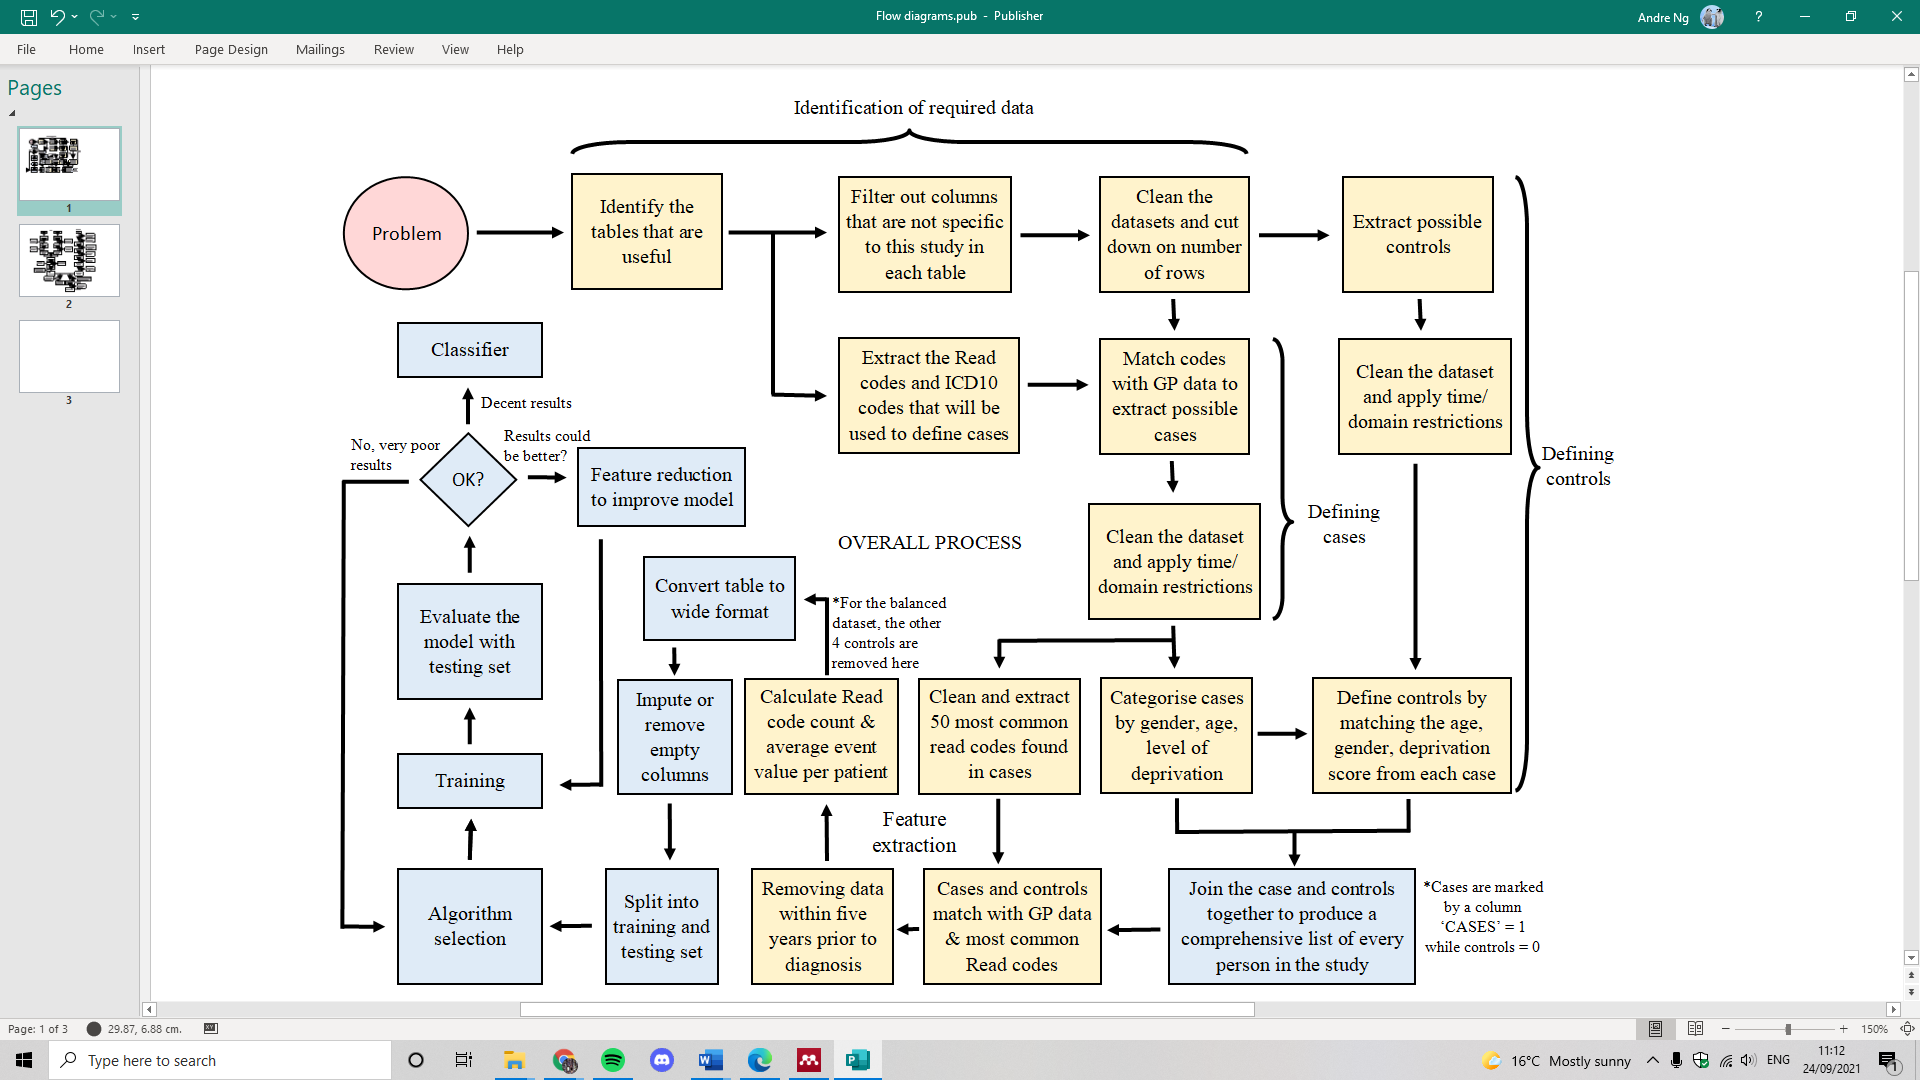 Flow diagrams.pub - Publisher
Andre Ng
?
File Home Insert Page Design Mailings Review View Help
Pages
1
2
3
Identification of required data
Problem
Identify the
tables that are
useful
Filter out columns
that are not specific
to this study in
each table
Clean the
datasets and cut
down on number
of rows
Extract possible
controls
Classifier
Extract the Read
codes and ICD10
codes that will be
used to define cases
Match codes
with GP data to
extract possible
cases
Clean the dataset
and apply time/
domain restrictions
Defining
controls
Decent results
No, very poor
results
OK?
Results could
be better?
Feature reduction
to improve model
Defining
cases
OVERALL PROCESS
Clean the dataset
and apply time/
domain restrictions
Convert table to
wide format
*For the balanced
dataset, the other
4 controls are
removed here
Evaluate the
model with
testing set
Impute or
remove
empty
columns
Calculate Read
code count &
average event
value per patient
Clean and extract
50 most common
read codes found
in cases
Categorise cases
by gender, age,
level of
deprivation
Define controls by
matching the age,
gender, deprivation
score from each case
Training
Feature
extraction
Algorithm
selection
Split into
training and
testing set
Removing data
within five
years prior to
diagnosis
Cases and controls
match with GP data
& most common
Read codes
Join the case and controls
together to produce a
comprehensive list of every
person in the study
*Cases are marked
by a column
‘CASES’ = 1
while controls = 0
Page: 1 of 3 29.87, 6.88 cm. 150%
Type here to search
16°C Mostly sunny ENG
11:12
24/09/2021
1